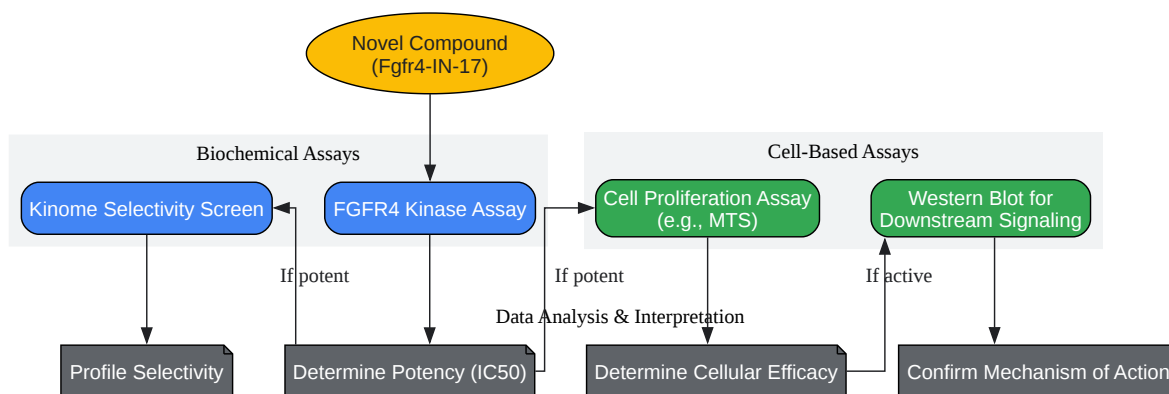 Novel Compound
(Fgfr4-IN-17)
Biochemical Assays
Cell-Based Assays
Kinome Selectivity Screen
FGFR4 Kinase Assay
Cell Proliferation Assay
(e.g., MTS)
Western Blot for
Downstream Signaling
If potent
If potent
If active
Data Analysis & Interpretation
Profile Selectivity
Determine Potency (IC50)
Determine Cellular Efficacy
Confirm Mechanism of Action